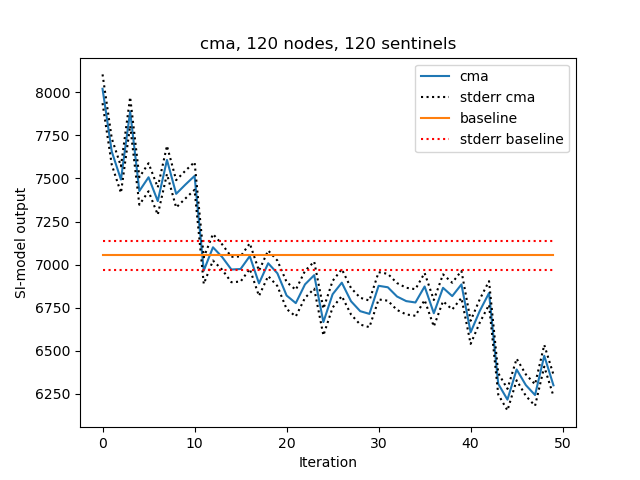 cma, 120 nodes, 120 sentinels
cma
stderr cma
baseline
stderr baseline
8000
7750
7500
7250
7000
6750
6500
6250
SI-model output
0 10 20 30 40 50
Iteration